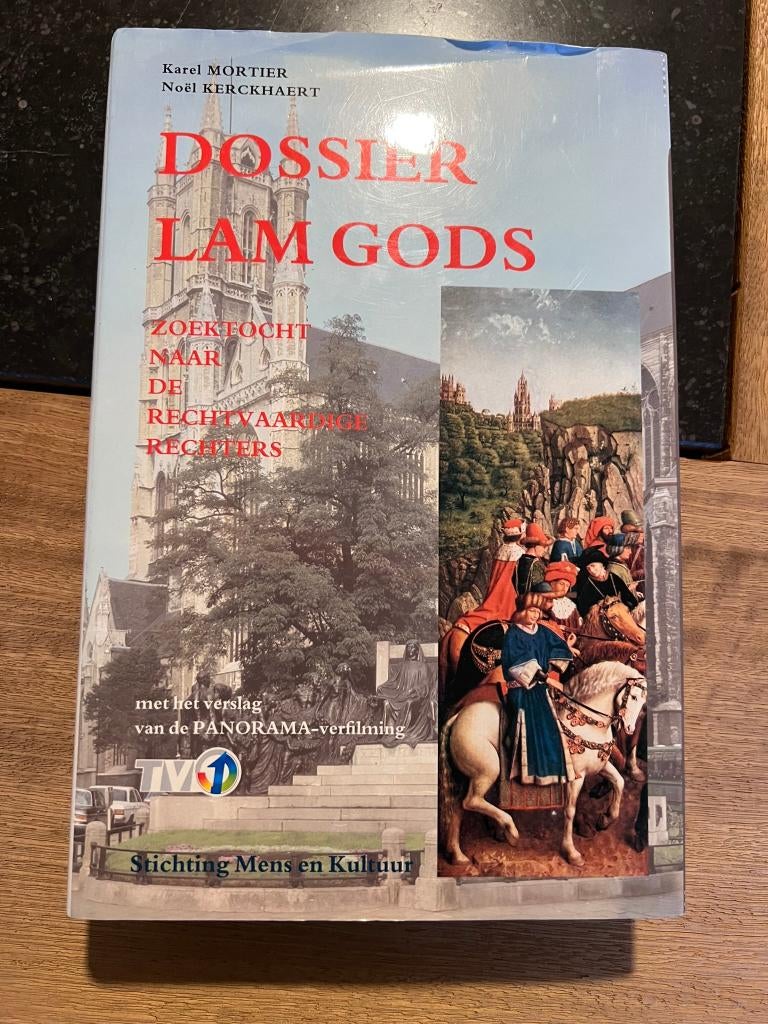 Karel MORTIER
Noël KERCKHAERT
DOSSIER
LAM GODS
ZOEKTOCHT
NAAR
DE
RECHTVAARDIGE
RECHTERS
met het verslag
van de PANORAMA-verfilming
TV1
Stichting Mens en Kultuur